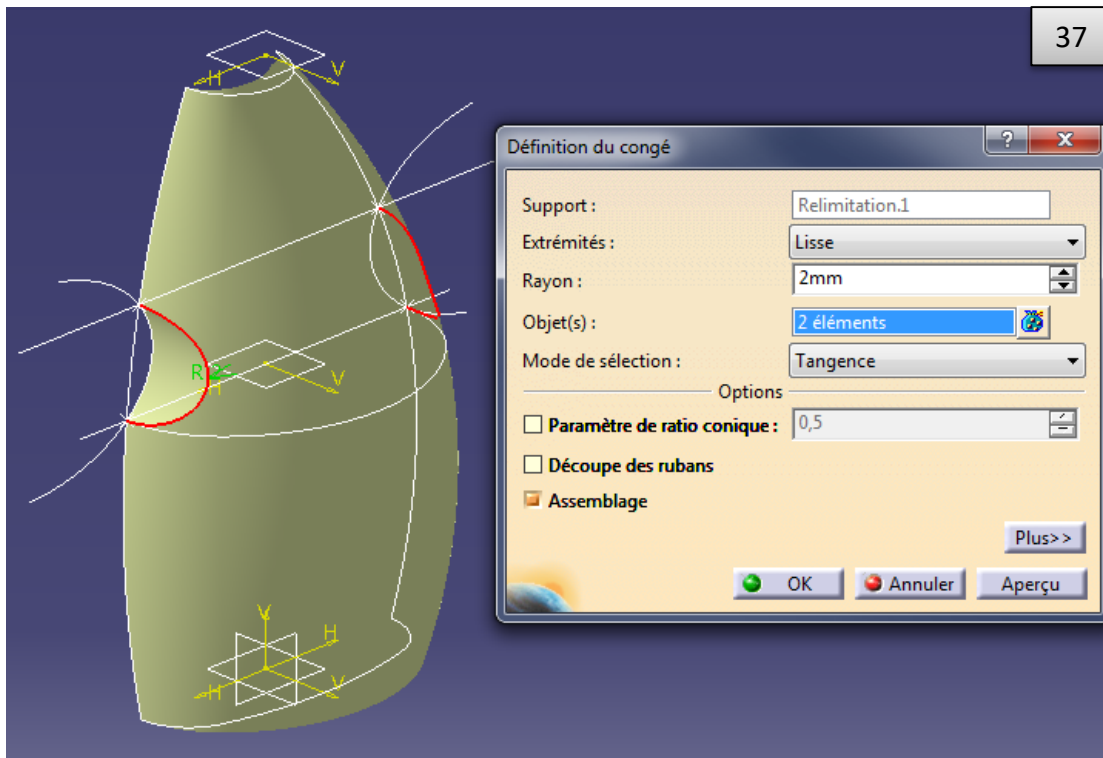 37
Définition du congé
Support : Relimitation.1
Extrémités : Lisse
Rayon : 2mm
Objet(s) : 2 éléments
Mode de sélection : Tangence
Options
Paramètre de ratio conique : 0,5
Découpe des rubans
Assemblage
Plus>>
OK Annuler Aperçu
H V
V
H
V
H
H V